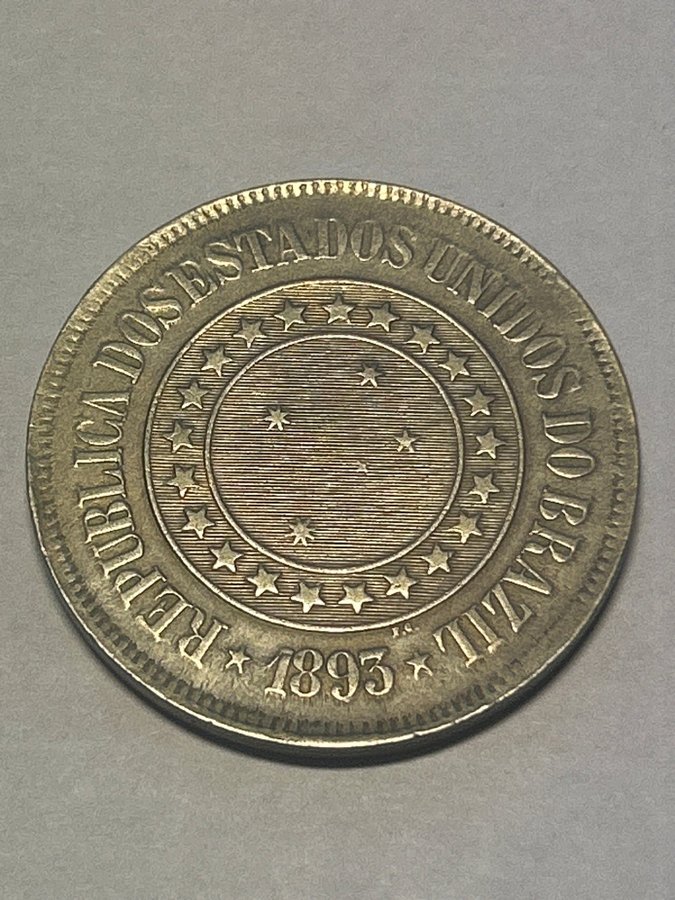 REPUBLICA DOS ESTADOS UNIDOS DO BRAZIL
★ 1893 ★